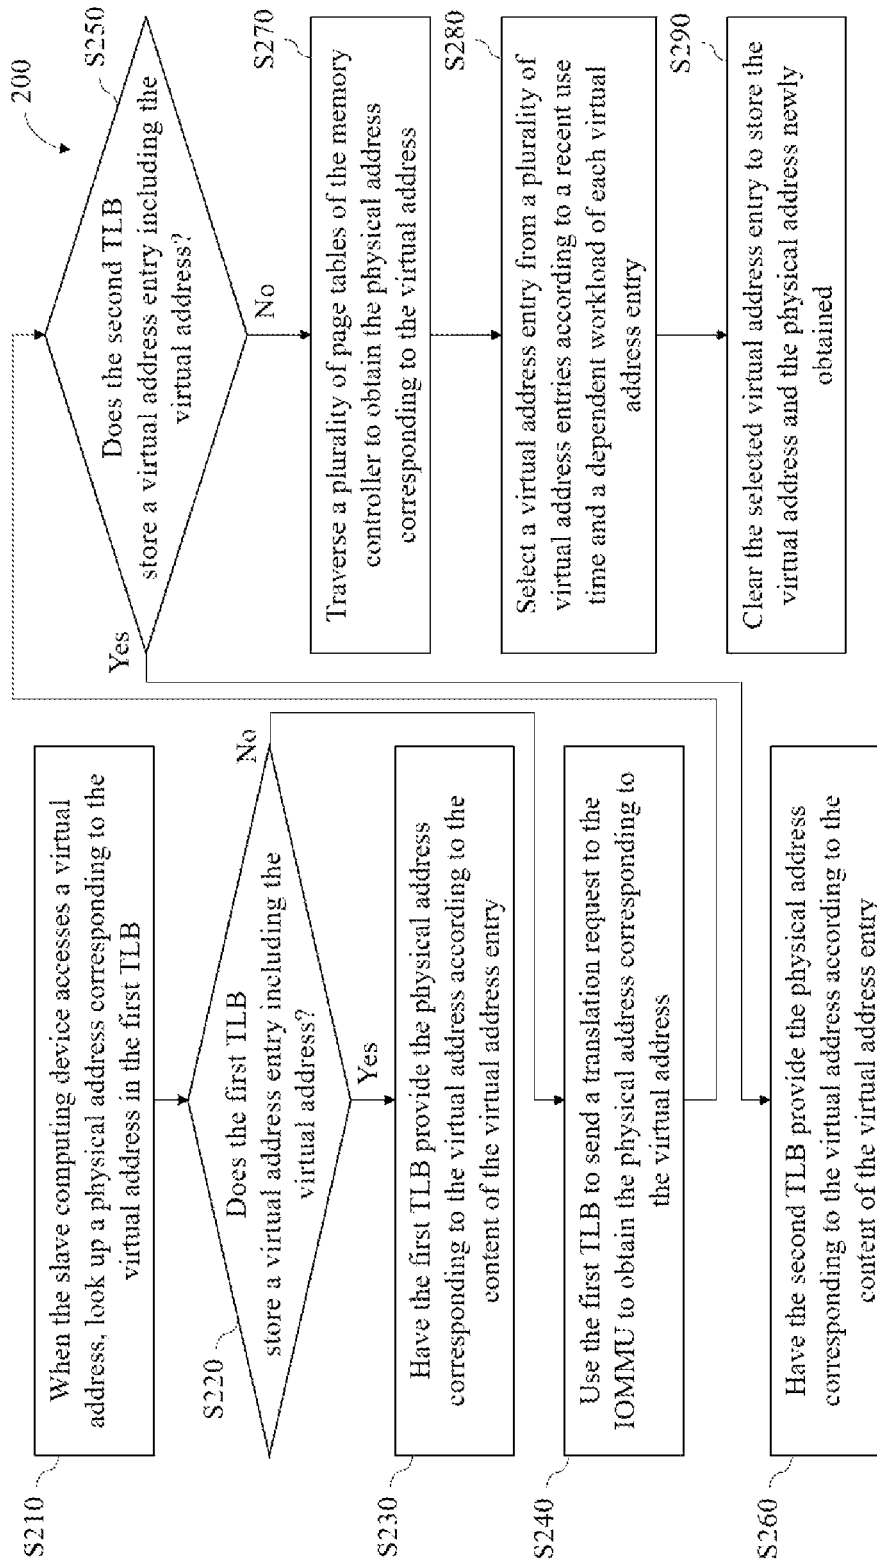 200
S210
When the slave computing device accesses a virtual
address, look up a physical address corresponding to the
virtual address in the first TLB
S220
Does the first TLB
store a virtual address entry including the
virtual address?
No
Yes
S230
Have the first TLB provide the physical address
corresponding to the virtual address according to the
content of the virtual address entry
S240
Use the first TLB to send a translation request to the
IOMMU to obtain the physical address corresponding to
the virtual address
S250
Does the second TLB
store a virtual address entry including the
virtual address?
Yes
No
S260
Have the second TLB provide the physical address
corresponding to the virtual address according to the
content of the virtual address entry
S270
Traverse a plurality of page tables of the memory
controller to obtain the physical address
corresponding to the virtual address
S280
Select a virtual address entry from a plurality of
virtual address entries according to a recent use
time and a dependent workload of each virtual
address entry
S290
Clear the selected virtual address entry to store the
virtual address and the physical address newly
obtained